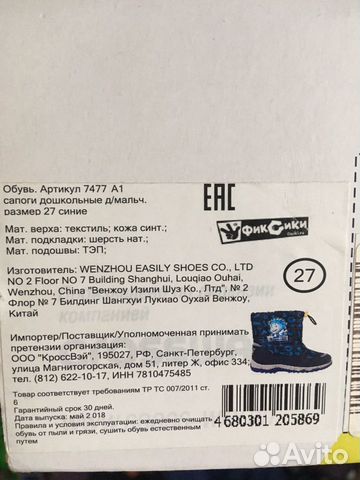 Обувь. Артикул 7477 А1
сапоги дошкольные д/мальч.
размер 27 синие
Мат. верха: текстиль; кожа синт.;
Мат. подкладки: шерсть нат.;
Мат. подошвы: ТЭП;
EAC
Фиксики
Изготовитель: WENZHOU EASILY SHOES CO., LTD
NO 2 Floor NO 7 Building Shanghui, Louqiao Ouhai,
Wenzhou, China "Венжоу Изили Шуз Ко., Лтд", № 2
Флор № 7 Билдинг Шангхуи Лукиао Оухай Венжоу,
Китай
27
Импортер/Поставщик/Уполномоченная принимать
претензии организация:
ООО "КроссВэй", 195027, РФ, Санкт-Петербург,
улица Магнитогорская, дом 51, литер Ж, офис 334;
тел. (812) 622-10-17, ИНН 7810475485
Товар соответствует требованиям ТР ТС 007/2011 ст.
6
Гарантийный срок 30 дней.
Дата выпуска: май 2 018
Правила и условия эксплуатации: ежедневно очищать
обувь от пыли и грязи, сушить обувь естественным
путем
4 680301 205869
Avito